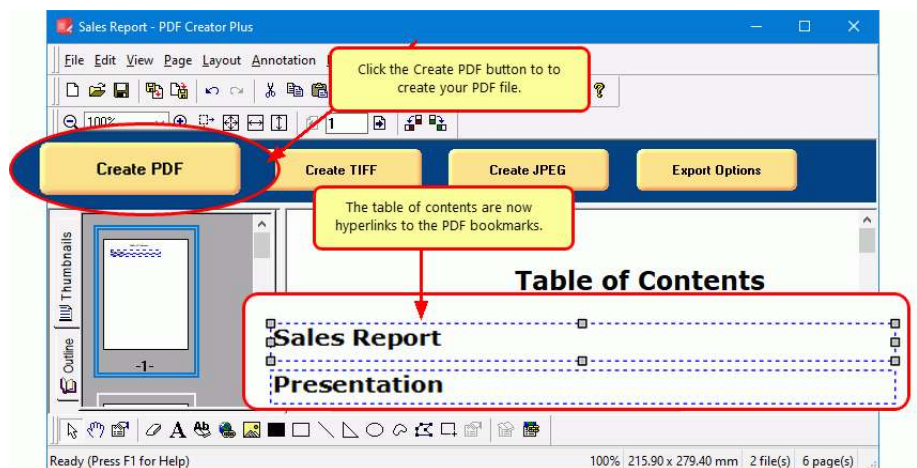 Sales Report - PDF Creator Plus
File Edit View Page Layout Annotation
Click the Create PDF button to to
create your PDF file.
100%
1
Create PDF
Create TIFF
Create JPEG
Export Options
The table of contents are now
hyperlinks to the PDF bookmarks.
Thumbnails
Outline
-1-
Table of Contents
Sales Report
Presentation
Ready (Press F1 for Help)
100% 215.90 x 279.40 mm 2 file(s) 6 page(s)